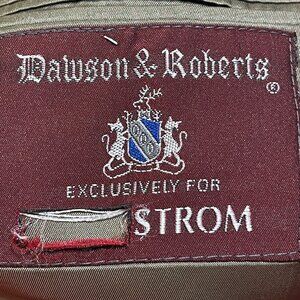 Dawson & Roberts ®
EXCLUSIVELY FOR
STROM